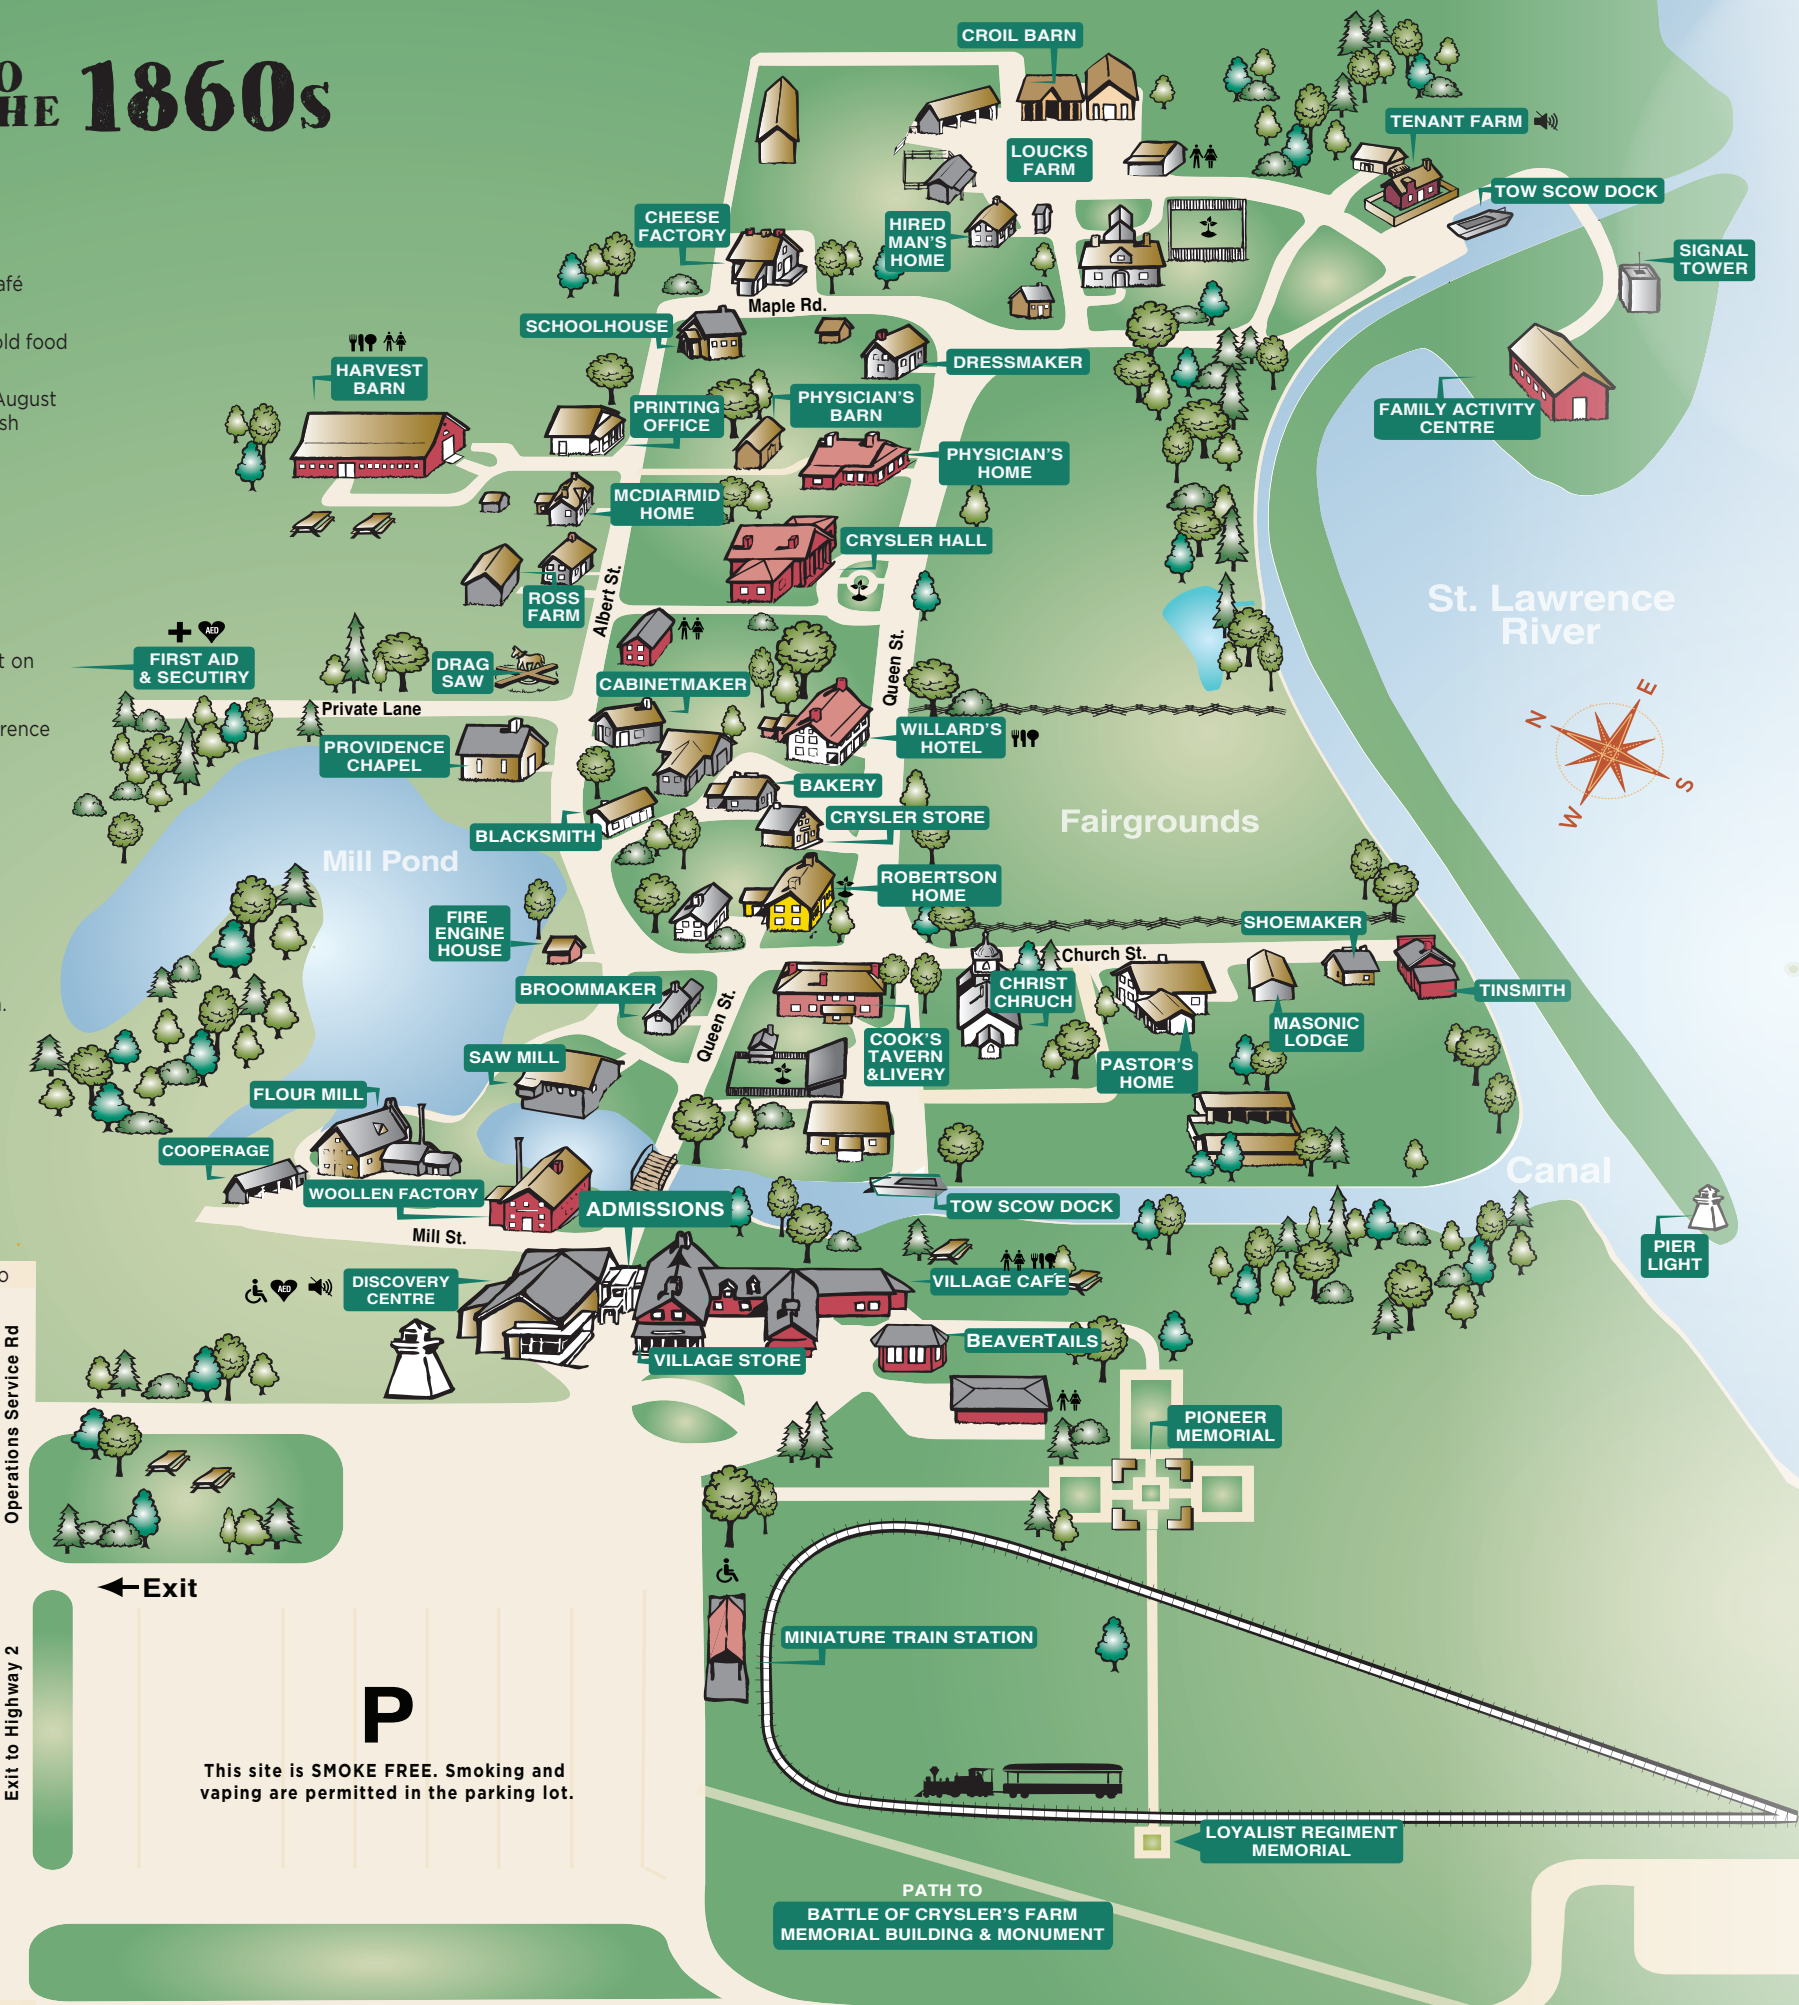 O
HE 1860s
afé
old food
August
sh
t on
rence
CROIL BARN
TENANT FARM
LOUCKS
FARM
TOW SCOW DOCK
CHEESE
FACTORY
HIRED
MAN'S
HOME
SIGNAL
TOWER
Maple Rd.
SCHOOLHOUSE
DRESSMAKER
HARVEST
BARN
PRINTING
OFFICE
PHYSICIAN'S
BARN
FAMILY ACTIVITY
CENTRE
PHYSICIAN'S
HOME
MCDIARMID
HOME
CRYSLER HALL
ROSS
FARM
Albert St.
St. Lawrence
River
AED
FIRST AID
& SECUTIRY
DRAG
SAW
Queen St.
CABINETMAKER
Private Lane
N
E
S
W
PROVIDENCE
CHAPEL
WILLARD'S
HOTEL
BAKERY
CRYSLER STORE
BLACKSMITH
Fairgrounds
Mill Pond
ROBERTSON
HOME
FIRE
ENGINE
HOUSE
SHOEMAKER
Church St.
BROOMMAKER
CHRIST
CHRUCH
TINSMITH
Queen St.
MASONIC
LODGE
COOK'S
TAVERN
&LIVERY
SAW MILL
PASTOR'S
HOME
FLOUR MILL
COOPERAGE
WOOLLEN FACTORY
ADMISSIONS
TOW SCOW DOCK
Canal
Mill St.
PIER
LIGHT
AED
DISCOVERY
CENTRE
VILLAGE CAFE
BEAVERTAILS
VILLAGE STORE
PIONEER
MEMORIAL
Operations Service Rd
Exit
MINIATURE TRAIN STATION
Exit to Highway 2
P
This site is SMOKE FREE. Smoking and
vaping are permitted in the parking lot.
LOYALIST REGIMENT
MEMORIAL
PATH TO
BATTLE OF CRYSLER'S FARM
MEMORIAL BUILDING & MONUMENT